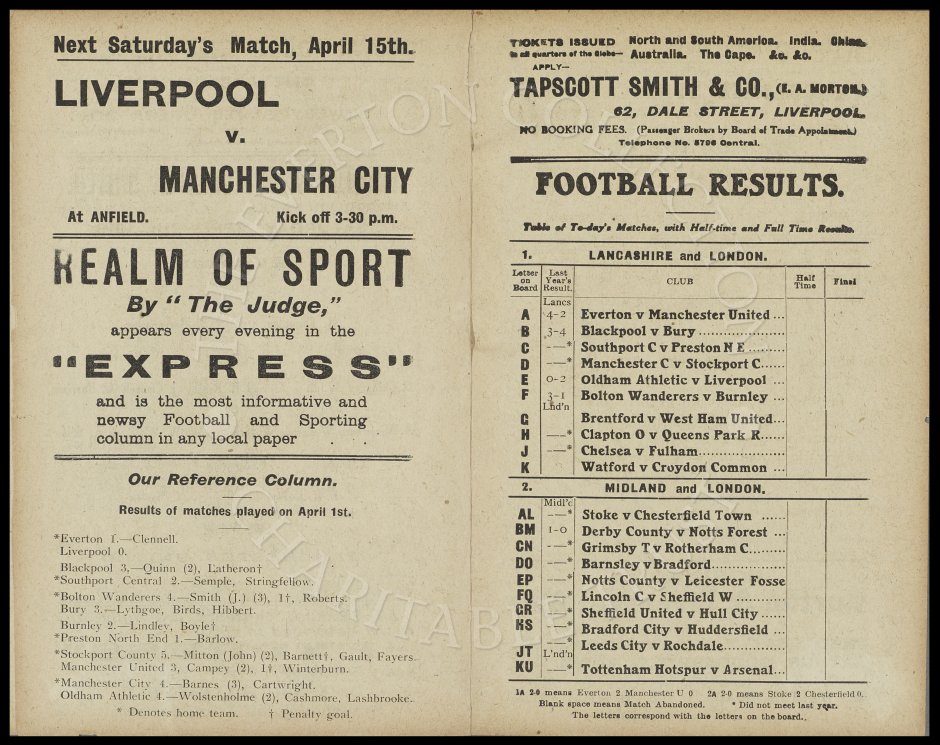 Next Saturday's Match, April 15th.
LIVERPOOL
v.
MANCHESTER CITY
At ANFIELD. Kick off 3-30 p.m.
REALM OF SPORT
By "The Judge,"
appears every evening in the
"EXPRESS"
and is the most informative and
newsy Football and Sporting
column in any local paper . . .
Our Reference Column.
Results of matches played on April 1st.
*Everton 1.—Clennell.
Liverpool 0.
Blackpool 3,—Quinn (2), Latheron†
*Southport Central 2.—Semple, Stringfellow.
*Bolton Wanderers 4.—Smith (J.) (3), 1†, Roberts.
Bury 3.—Lythgoe, Birds, Hibbert.
Burnley 2.—Lindley, Boyle†
*Preston North End 1.—Barlow.
*Stockport County 5.—Mitton (John) (2), Barnett†, Gault, Fayers.
Manchester United 3, Campey (2), 1†, Winterburn.
*Manchester City 4.—Barnes (3), Cartwright.
Oldham Athletic 4.—Wolstenholme (2), Cashmore, Lashbrooke.
* Denotes home team. † Penalty goal.
TICKETS ISSUED North and South America. India. China.
to all quarters of the Globe— Australia. The Cape. &c. &c.
APPLY—
TAPSCOTT SMITH & CO., (E. A. MORTON.)
62, DALE STREET, LIVERPOOL.
NO BOOKING FEES. (Passenger Brokers by Board of Trade Appointment.)
Telephone No. 5796 Central.
FOOTBALL RESULTS.
Table of To-day's Matches, with Half-time and Full Time Results.
1. LANCASHIRE and LONDON.
Letter on Board Last Year's Result. CLUB Half Time Final
Lancs
A 4-2 Everton v Manchester United ...
B 3-4 Blackpool v Bury ...................
C —* Southport C v Preston N E .........
D —* Manchester C v Stockport C......
E 0-2 Oldham Athletic v Liverpool ...
F 3-1 Bolton Wanderers v Burnley ...
Lnd'n
G Brentford v West Ham United...
H —* Clapton O v Queens Park R......
J —* Chelsea v Fulham...................
K Watford v Croydon Common ...
2. MIDLAND and LONDON.
Midl'd
AL —* Stoke v Chesterfield Town ......
BM 1-0 Derby County v Notts Forest ...
CN —* Grimsby T v Rotherham C.........
DO —* Barnsley v Bradford................
EP —* Notts County v Leicester Fosse
FQ —* Lincoln C v Sheffield W ............
GR —* Sheffield United v Hull City ......
HS —* Bradford City v Huddersfield ...
JT —* Leeds City v Rochdale.............
L'nd'n
KU —* Tottenham Hotspur v Arsenal...
1A 2-0 means Everton 2 Manchester U 0 2A 2-0 means Stoke 2 Chesterfield 0.
Blank space means Match Abandoned. * Did not meet last year.
The letters correspond with the letters on the board.
THE EVERTON COLLECTION CHARITABLE